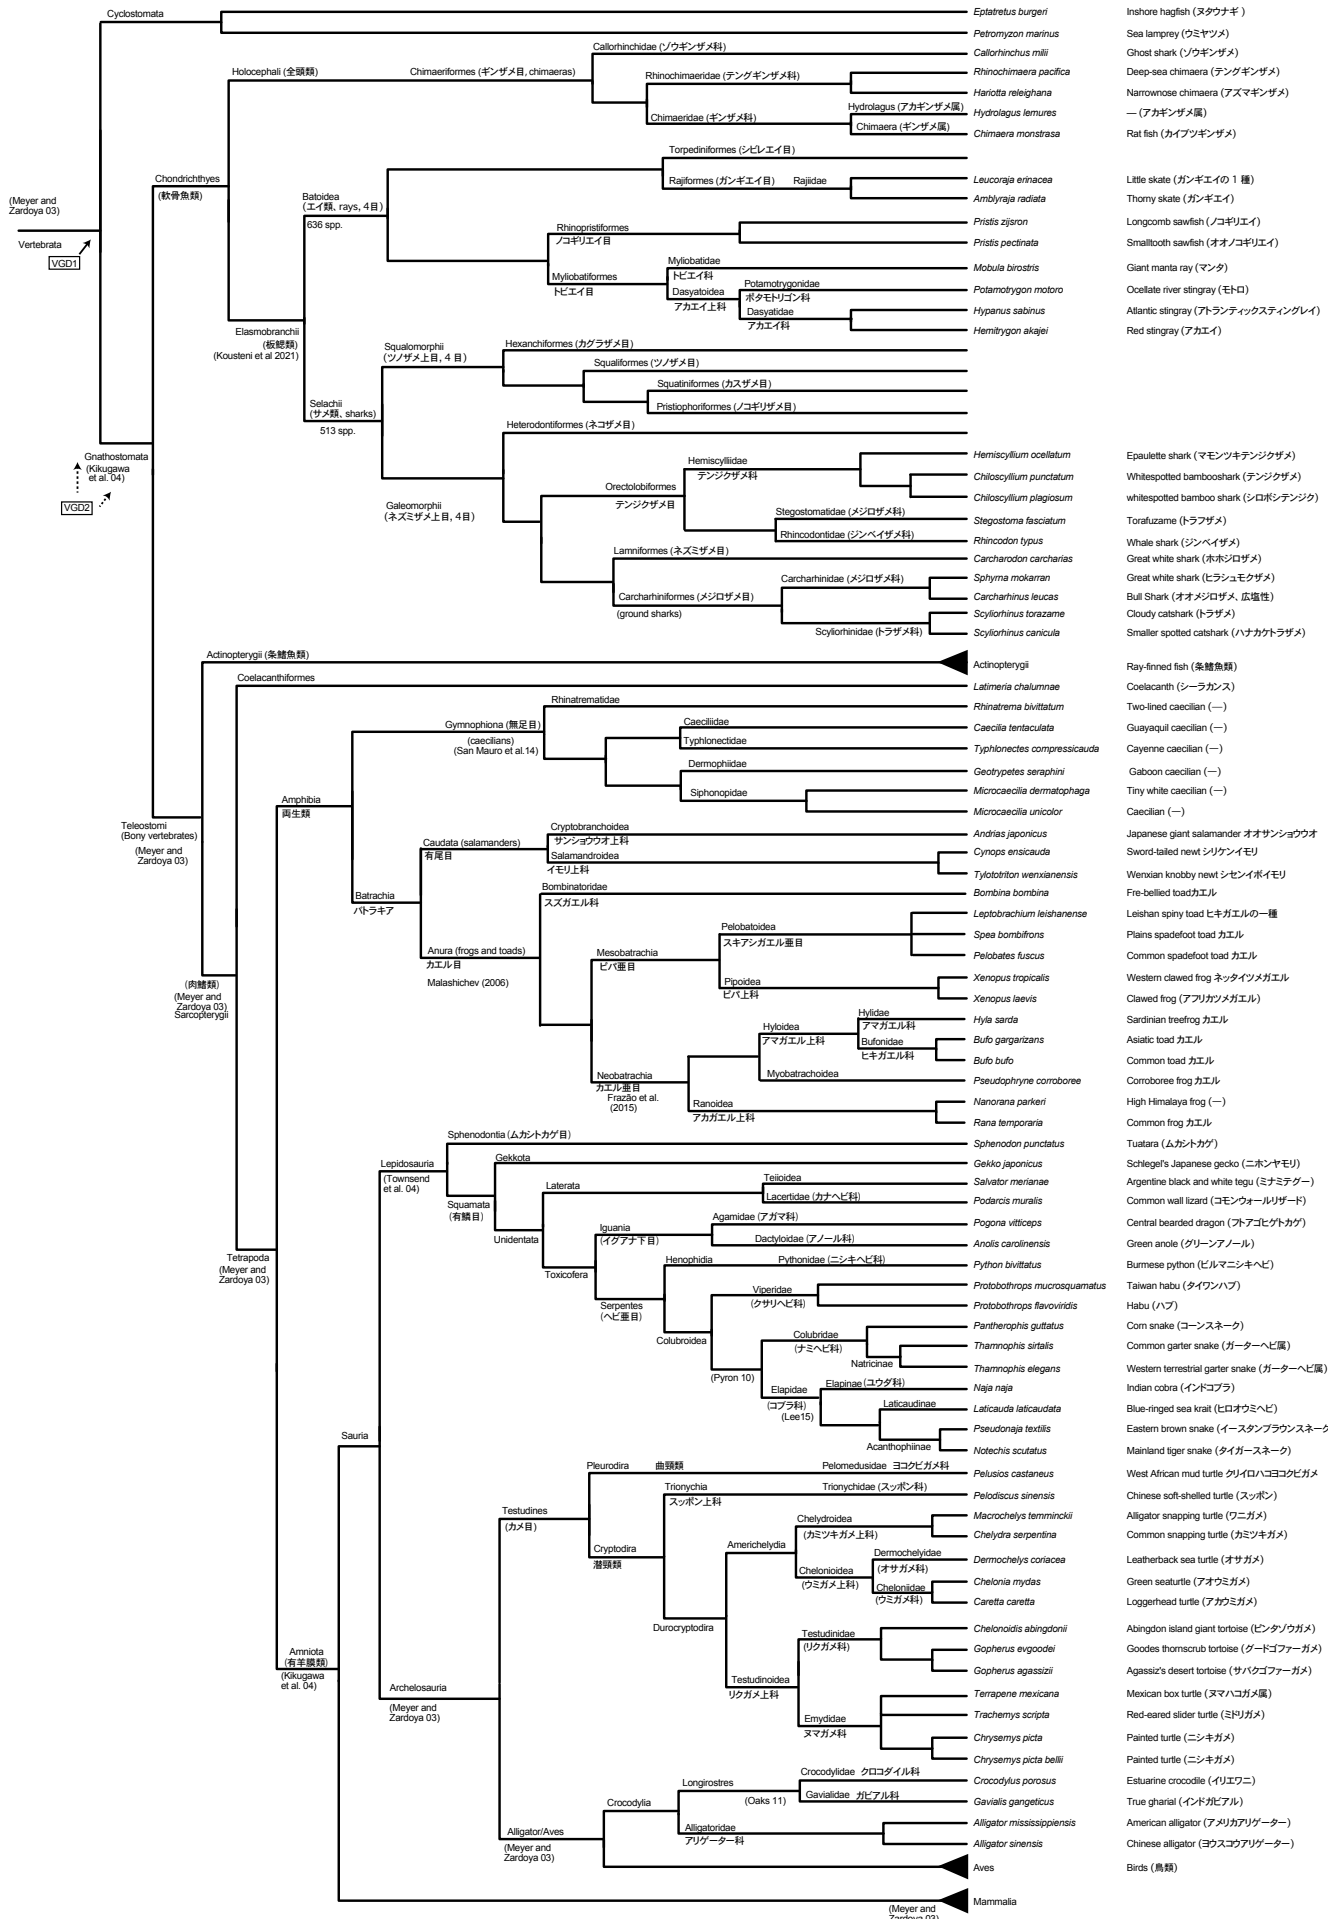 Cyclostomata
Eptatretus burgeri Inshore hagfish (ヌタウナギ )
Petromyzon marinus Sea lamprey (ウミヤツメ)
Callorhinchidae (ゾウギンザメ科) Callorhinchus milii Ghost shark (ゾウギンザメ)
Holocephali (全頭類) Chimaeriformes (ギンザメ目, chimaeras)
Rhinochimaeridae (テングギンザメ科) Rhinochimaera pacifica Deep-sea chimaera (テングギンザメ)
Hariotta releighana Narrownose chimaera (アズマギンザメ)
Hydrolagus (アカギンザメ属) Hydrolagus lemures — (アカギンザメ属)
Chimaeridae (ギンザメ科) Chimaera (ギンザメ属) Chimaera monstrasa Rat fish (カイブツギンザメ)
Torpediniformes (シビレエイ目)
Chondrichthyes
(軟骨魚類)
Batoidea
(エイ類、rays, 4目)
636 spp.
Rajiformes (ガンギエイ目) Rajiidae Leucoraja erinacea Little skate (ガンギエイの 1 種)
Amblyraja radiata Thorny skate (ガンギエイ)
(Meyer and
Zardoya 03)
Vertebrata
VGD1
Rhinopristiformes
ノコギリエイ目
Pristis zijsron Longcomb sawfish (ノコギリエイ)
Pristis pectinata Smalltooth sawfish (オオノコギリエイ)
Myliobatiformes
トビエイ目
Myliobatidae
トビエイ科
Mobula birostris Giant manta ray (マンタ)
Dasyatoidea
アカエイ上科
Potamotrygonidae
ポタモトリゴン科
Potamotrygon motoro Ocellate river stingray (モトロ)
Dasyatidae
アカエイ科
Hypanus sabinus Atlantic stingray (アトランティックスティングレイ)
Hemitrygon akajei Red stingray (アカエイ)
Elasmobranchii
(板鰓類)
(Kousteni et al 2021)
Squalomorphii
(ツノザメ上目, 4 目)
Hexanchiformes (カグラザメ目)
Squaliformes (ツノザメ目)
Squatiniformes (カスザメ目)
Pristiophoriformes (ノコギリザメ目)
Selachii
(サメ類、sharks)
513 spp.
Heterodontiformes (ネコザメ目)
Gnathostomata
(Kikugawa
et al. 04)
VGD2
Galeomorphii
(ネズミザメ上目, 4目)
Orectolobiformes
テンジクザメ目
Hemiscylliidae
テンジクザメ科
Hemiscyllium ocellatum Epaulette shark (マモンツキテンジクザメ)
Chiloscyllium punctatum Whitespotted bambooshark (テンジクザメ)
Chiloscyllium plagiosum whitespotted bamboo shark (シロボシテンジク)
Stegostomatidae (メジロザメ科) Stegostoma fasciatum Torafuzame (トラフザメ)
Rhincodontidae (ジンベイザメ科) Rhincodon typus Whale shark (ジンベイザメ)
Lamniformes (ネズミザメ目) Carcharodon carcharias Great white shark (ホホジロザメ)
Carcharhiniformes (メジロザメ目)
(ground sharks)
Carcharhinidae (メジロザメ科) Sphyrna mokarran Great white shark (ヒラシュモクザメ)
Carcharhinus leucas Bull Shark (オオメジロザメ、広塩性)
Scyliorhinus torazame Cloudy catshark (トラザメ)
Scyliorhinidae (トラザメ科) Scyliorhinus canicula Smaller spotted catshark (ハナカケトラザメ)
Actinopterygii (条鰭魚類) Actinopterygii Ray-finned fish (条鰭魚類)
Coelacanthiformes Latimeria chalumnae Coelacanth (シーラカンス)
Gymnophiona (無足目)
(caecilians)
(San Mauro et al.14)
Rhinatrematidae Rhinatrema bivittatum Two-lined caecilian (—)
Caeciliidae Caecilia tentaculata Guayaquil caecilian (—)
Typhlonectidae Typhlonectes compressicauda Cayenne caecilian (—)
Dermophiidae Geotrypetes seraphini Gaboon caecilian (—)
Siphonopidae Microcaecilia dermatophaga Tiny white caecilian (—)
Microcaecilia unicolor Caecilian (—)
Amphibia
両生類
Teleostomi
(Bony vertebrates)
(Meyer and
Zardoya 03)
Caudata (salamanders)
有尾目
Cryptobranchoidea
サンショウウオ上科
Andrias japonicus Japanese giant salamander オオサンショウウオ
Salamandroidea
イモリ上科
Cynops ensicauda Sword-tailed newt シリケンイモリ
Tylototriton wenxianensis Wenxian knobby newt シセンイボイモリ
Batrachia
バトラキア
Bombinatoridae
スズガエル科
Bombina bombina Fre-bellied toadカエル
Anura (frogs and toads)
カエル目
Malashichev (2006)
Mesobatrachia
ピパ亜目
Pelobatoidea
スキアシガエル亜目
Leptobrachium leishanense Leishan spiny toad ヒキガエルの一種
Spea bombifrons Plains spadefoot toad カエル
Pelobates fuscus Common spadefoot toad カエル
Pipoidea
ピパ上科
Xenopus tropicalis Western clawed frog ネッタイツメガエル
Xenopus laevis Clawed frog (アフリカツメガエル)
(肉鰭類)
(Meyer and
Zardoya 03)
Sarcopterygii
Neobatrachia
カエル亜目
Frazão et al.
(2015)
Hyloidea
アマガエル上科
Hylidae
アマガエル科
Hyla sarda Sardinian treefrog カエル
Bufonidae
ヒキガエル科
Bufo gargarizans Asiatic toad カエル
Bufo bufo Common toad カエル
Myobatrachoidea Pseudophryne corroboree Corroboree frog カエル
Ranoidea
アカガエル上科
Nanorana parkeri High Himalaya frog (—)
Rana temporaria Common frog カエル
Sphenodontia (ムカシトカゲ目) Sphenodon punctatus Tuatara (ムカシトカゲ)
Lepidosauria
(Townsend
et al. 04)
Gekkota Gekko japonicus Schlegel's Japanese gecko (ニホンヤモリ)
Squamata
(有鱗目)
Unidentata
Laterata
Teiioidea Salvator merianae Argentine black and white tegu (ミナミテグー)
Lacertidae (カナヘビ科) Podarcis muralis Common wall lizard (コモンウォールリザード)
Tetrapoda
(Meyer and
Zardoya 03)
Toxicofera
Iguania
(イグアナ下目)
Agamidae (アガマ科) Pogona vitticeps Central bearded dragon (フトアゴヒゲトカゲ)
Dactyloidae (アノール科) Anolis carolinensis Green anole (グリーンアノール)
Serpentes
(ヘビ亜目)
Henophidia Pythonidae (ニシキヘビ科) Python bivittatus Burmese python (ビルマニシキヘビ)
Colubroidea
Viperidae
(クサリヘビ科)
Protobothrops mucrosquamatus Taiwan habu (タイワンハブ)
Protobothrops flavoviridis Habu (ハブ)
(Pyron 10)
Colubridae
(ナミヘビ科)
Pantherophis guttatus Corn snake (コーンスネーク)
Natricinae
Thamnophis sirtalis Common garter snake (ガーターヘビ属)
Thamnophis elegans Western terrestrial garter snake (ガーターヘビ属)
Elapidae
(コブラ科)
(Lee15)
Elapinae (ユウダ科) Naja naja Indian cobra (インドコブラ)
Laticaudinae Laticauda laticaudata Blue-ringed sea krait (ヒロオウミヘビ)
Acanthophiinae
Pseudonaja textilis Eastern brown snake (イースタンブラウンスネーク
Notechis scutatus Mainland tiger snake (タイガースネーク)
Sauria
Testudines
(カメ目)
Pleurodira 曲頸類 Pelomedusidae ヨコクビガメ科 Pelusios castaneus West African mud turtle クリイロハコヨコクビガメ
Cryptodira
潜頸類
Trionychia
スッポン上科
Trionychidae (スッポン科) Pelodiscus sinensis Chinese soft-shelled turtle (スッポン)
Durocryptodira
Americhelydia
Chelydroidea
(カミツキガメ上科)
Macrochelys temminckii Alligator snapping turtle (ワニガメ)
Chelydra serpentina Common snapping turtle (カミツキガメ)
Chelonioidea
(ウミガメ上科)
Dermochelyidae
(オサガメ科)
Dermochelys coriacea Leatherback sea turtle (オサガメ)
Cheloniidae
(ウミガメ科)
Chelonia mydas Green seaturtle (アオウミガメ)
Caretta caretta Loggerhead turtle (アカウミガメ)
Testudinoidea
リクガメ上科
Testudinidae
(リクガメ科)
Chelonoidis abingdonii Abingdon island giant tortoise (ピンタゾウガメ)
Gopherus evgoodei Goodes thornscrub tortoise (グードゴファーガメ)
Gopherus agassizii Agassiz's desert tortoise (サバクゴファーガメ)
Emydidae
ヌマガメ科
Terrapene mexicana Mexican box turtle (ヌマハコガメ属)
Trachemys scripta Red-eared slider turtle (ミドリガメ)
Chrysemys picta Painted turtle (ニシキガメ)
Chrysemys picta bellii Painted turtle (ニシキガメ)
Amniota
(有羊膜類)
(Kikugawa
et al. 04)
Archelosauria
(Meyer and
Zardoya 03)
Alligator/Aves
(Meyer and
Zardoya 03)
Crocodylia
Longirostres
(Oaks 11)
Crocodylidae クロコダイル科 Crocodylus porosus Estuarine crocodile (イリエワニ)
Gavialidae ガビアル科 Gavialis gangeticus True gharial (インドガビアル)
Alligatoridae
アリゲーター科
Alligator mississippiensis American alligator (アメリカアリゲーター)
Alligator sinensis Chinese alligator (ヨウスコウアリゲーター)
Aves Birds (鳥類)
Mammalia
(Meyer and
Zardoya 03)